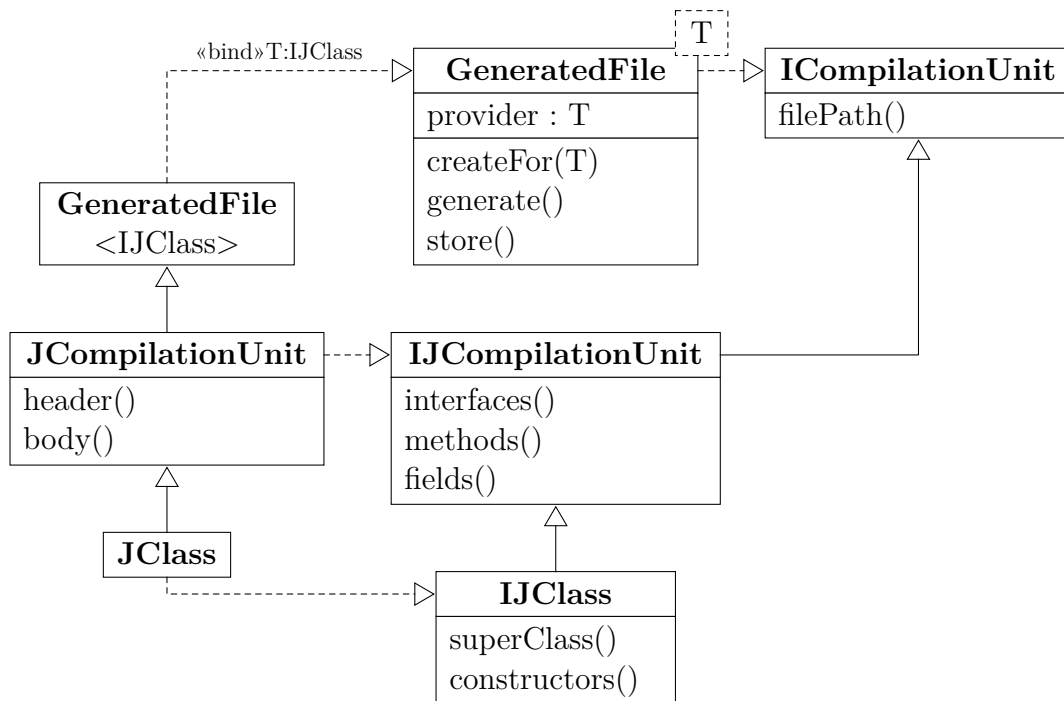 T
«bind»T:IJClass
GeneratedFile
provider : T
createFor(T)
generate()
store()
ICompilationUnit
filePath()
GeneratedFile
<IJClass>
JCompilationUnit
header()
body()
IJCompilationUnit
interfaces()
methods()
fields()
JClass
IJClass
superClass()
constructors()